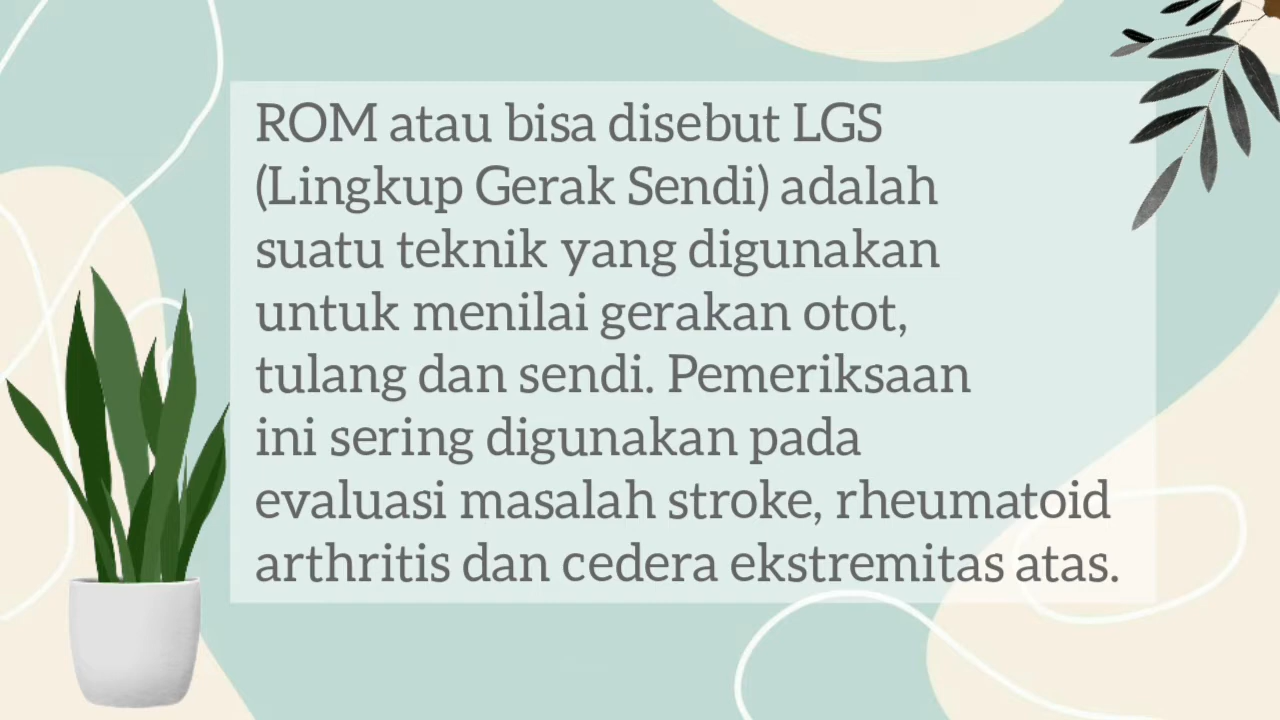 ROM atau bisa disebut LGS
(Lingkup Gerak Sendi) adalah
suatu teknik yang digunakan
untuk menilai gerakan otot,
tulang dan sendi. Pemeriksaan
ini sering digunakan pada
evaluasi masalah stroke, rheumatoid
arthritis dan cedera ekstremitas atas.